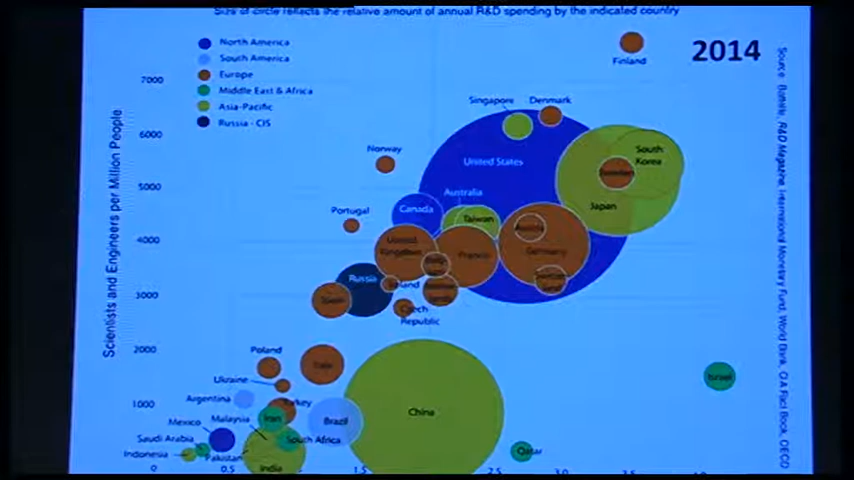 Size of circle reflects the relative amount of annual R&D spending by the indicated country
2014
North America
South America
Europe
Middle East & Africa
Asia-Pacific
Russia - CIS
Scientists and Engineers per Million People
7000
6000
5000
4000
3000
2000
1000
0
Finland
Singapore
Denmark
Norway
United States
South
Korea
Sweden
Australia
Portugal
Canada
Taiwan
Japan
Austria
United
Kingdom
France
Germany
Russia
Ireland
Spain
Czech
Republic
Poland
Italy
Ukraine
Israel
Argentina
Turkey
China
Mexico
Malaysia
Iran
Brazil
Saudi Arabia
South Africa
Indonesia
Pakistan
Qatar
India
0.5
1.5
2.5
3.0
3.5
4.0
Source: Battelle, R&D Magazine, International Monetary Fund, World Bank, CIA Fact Book, OECD